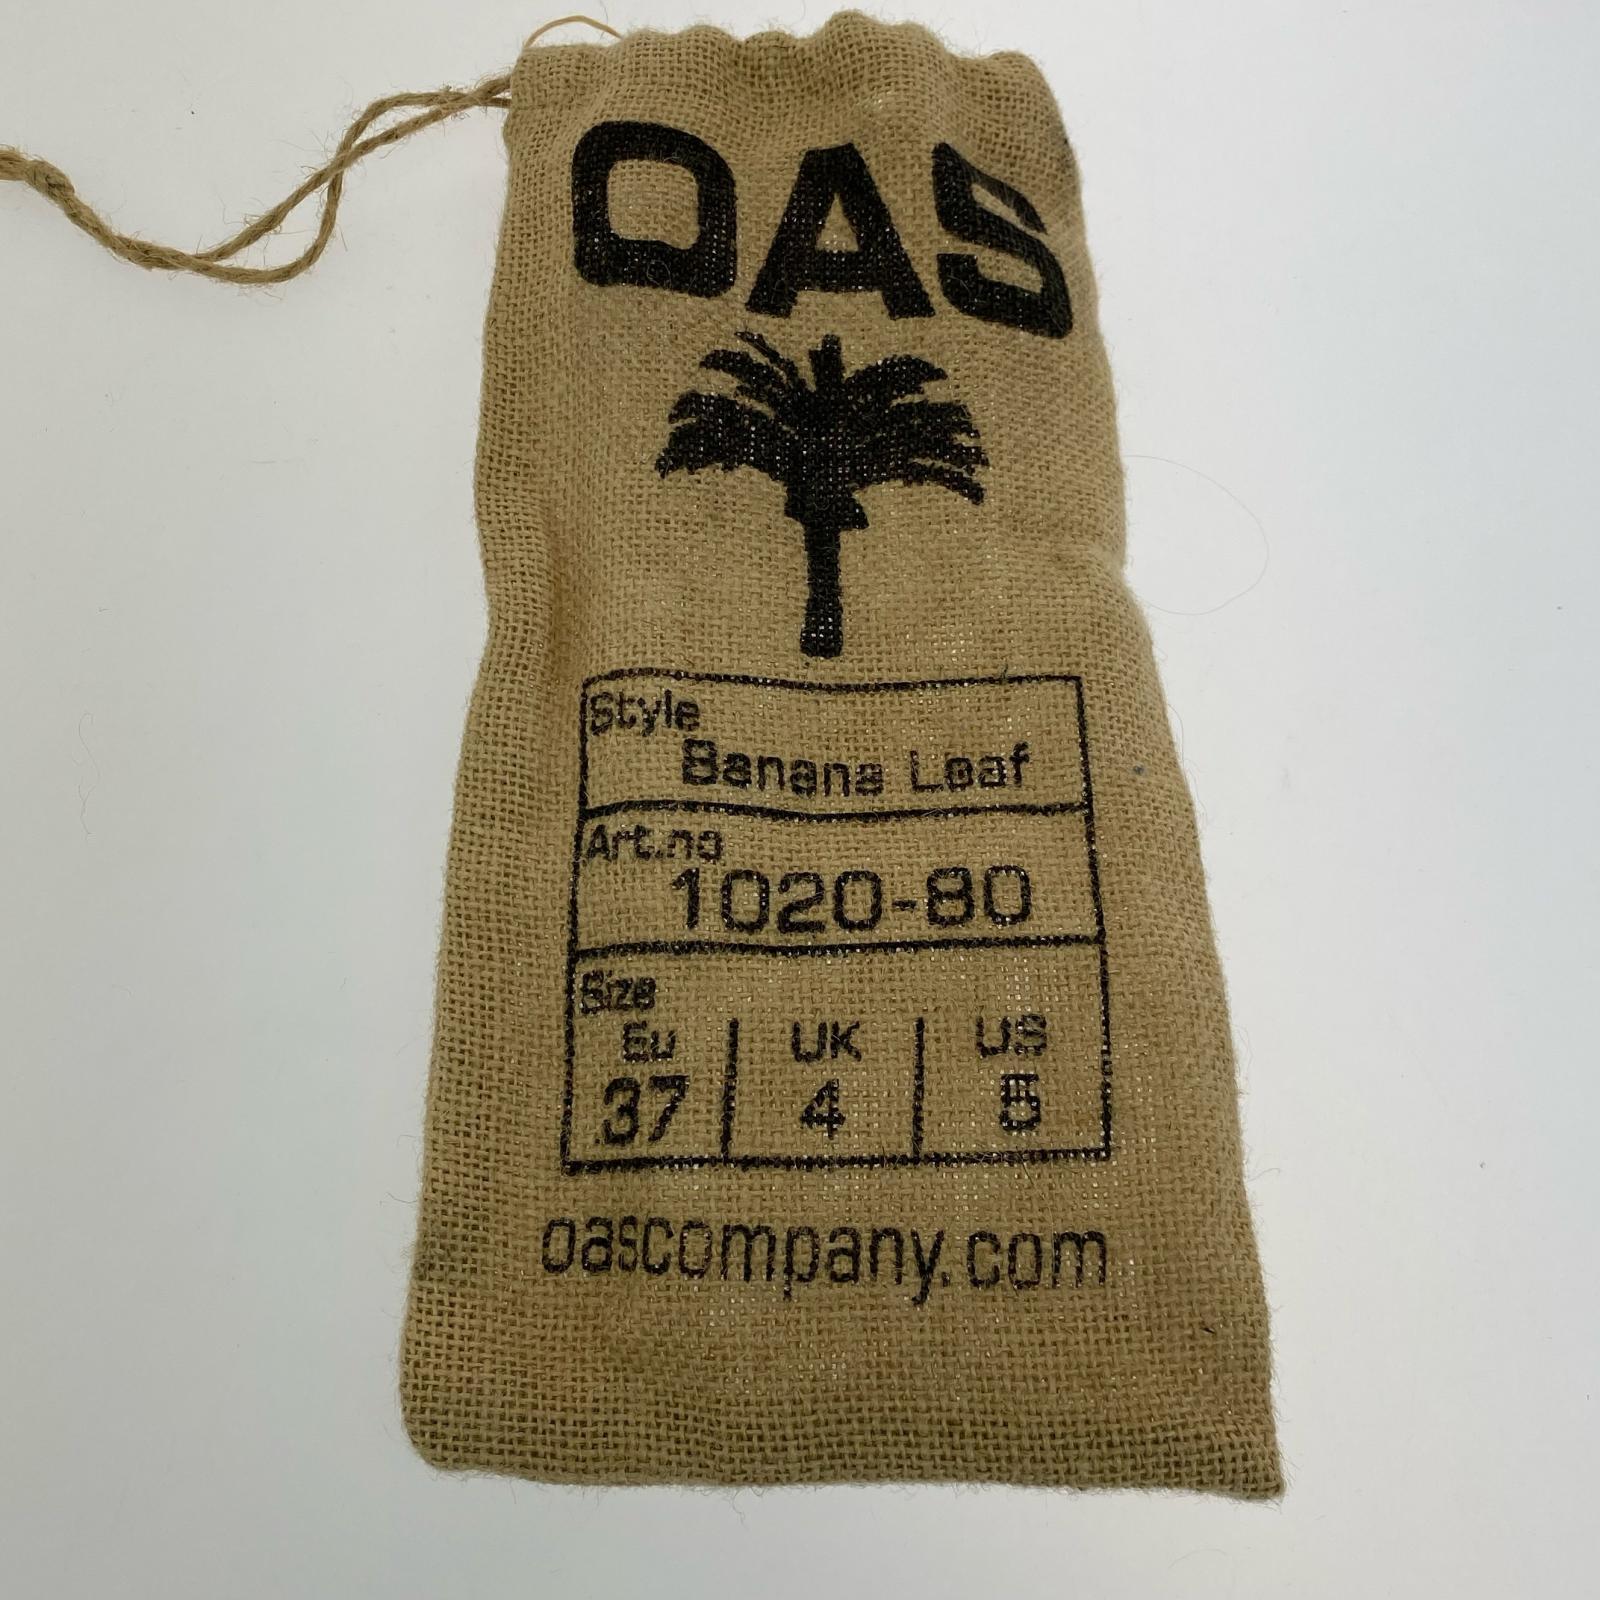 OAS
Style
Banana Leaf
Art.no
1020-80
Size
Eu UK US
37 4 5
oascompany.com